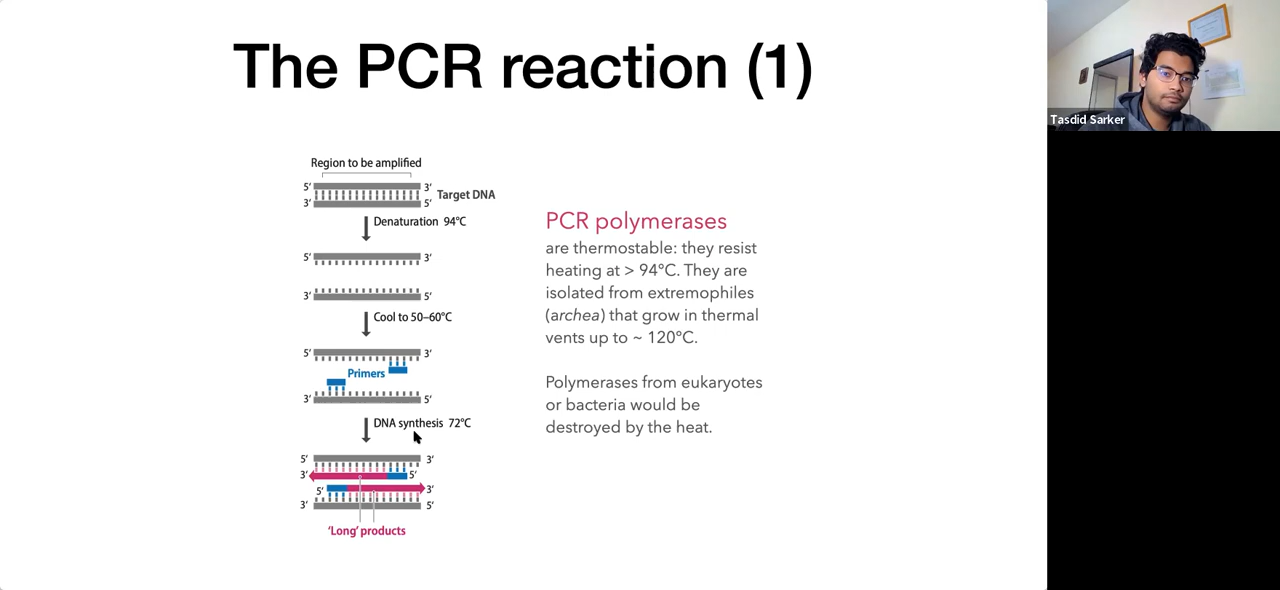 The PCR reaction (1)
Tasdid Sarker
Region to be amplified
5′ 3′
Target DNA
3′ 5′
Denaturation 94°C
5′ 3′
3′ 5′
Cool to 50–60°C
5′ 3′
Primers
3′ 5′
DNA synthesis 72°C
5′ 3′
3′ 5′
5′ 3′
3′ 5′
‘Long’ products
PCR polymerases
are thermostable: they resist
heating at > 94°C. They are
isolated from extremophiles
(archea) that grow in thermal
vents up to ~ 120°C.
Polymerases from eukaryotes
or bacteria would be
destroyed by the heat.